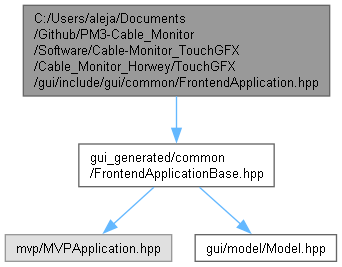 C:/Users/aleja/Documents
/Github/PM3-Cable_Monitor
/Software/Cable-Monitor_TouchGFX
/Cable_Monitor_Horwey/TouchGFX
/gui/include/gui/common/FrontendApplication.hpp
gui_generated/common
/FrontendApplicationBase.hpp
mvp/MVPApplication.hpp
gui/model/Model.hpp